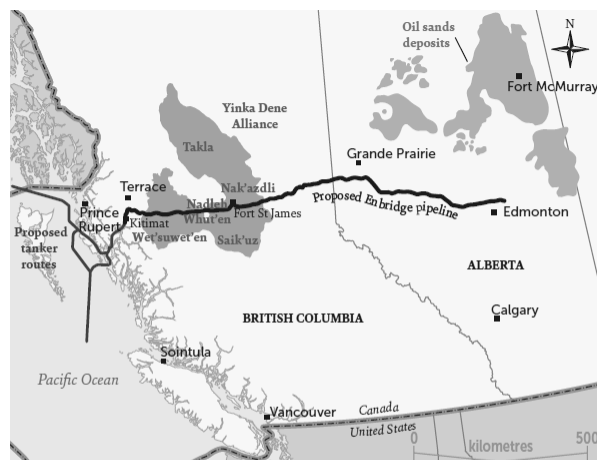 Oil sands
deposits
N
Fort McMurray
Yinka Dene
Alliance
Takla
Grande Prairie
Terrace
Nak'azdli
Proposed Enbridge pipeline
Prince
Rupert
Kitimat
Nadleh
Whut'en
Fort St James
Edmonton
Proposed
tanker
routes
Wet'suwet'en
Saik'uz
ALBERTA
Calgary
BRITISH COLUMBIA
Sointula
Pacific Ocean
Vancouver
Canada
United States
0
kilometres
500